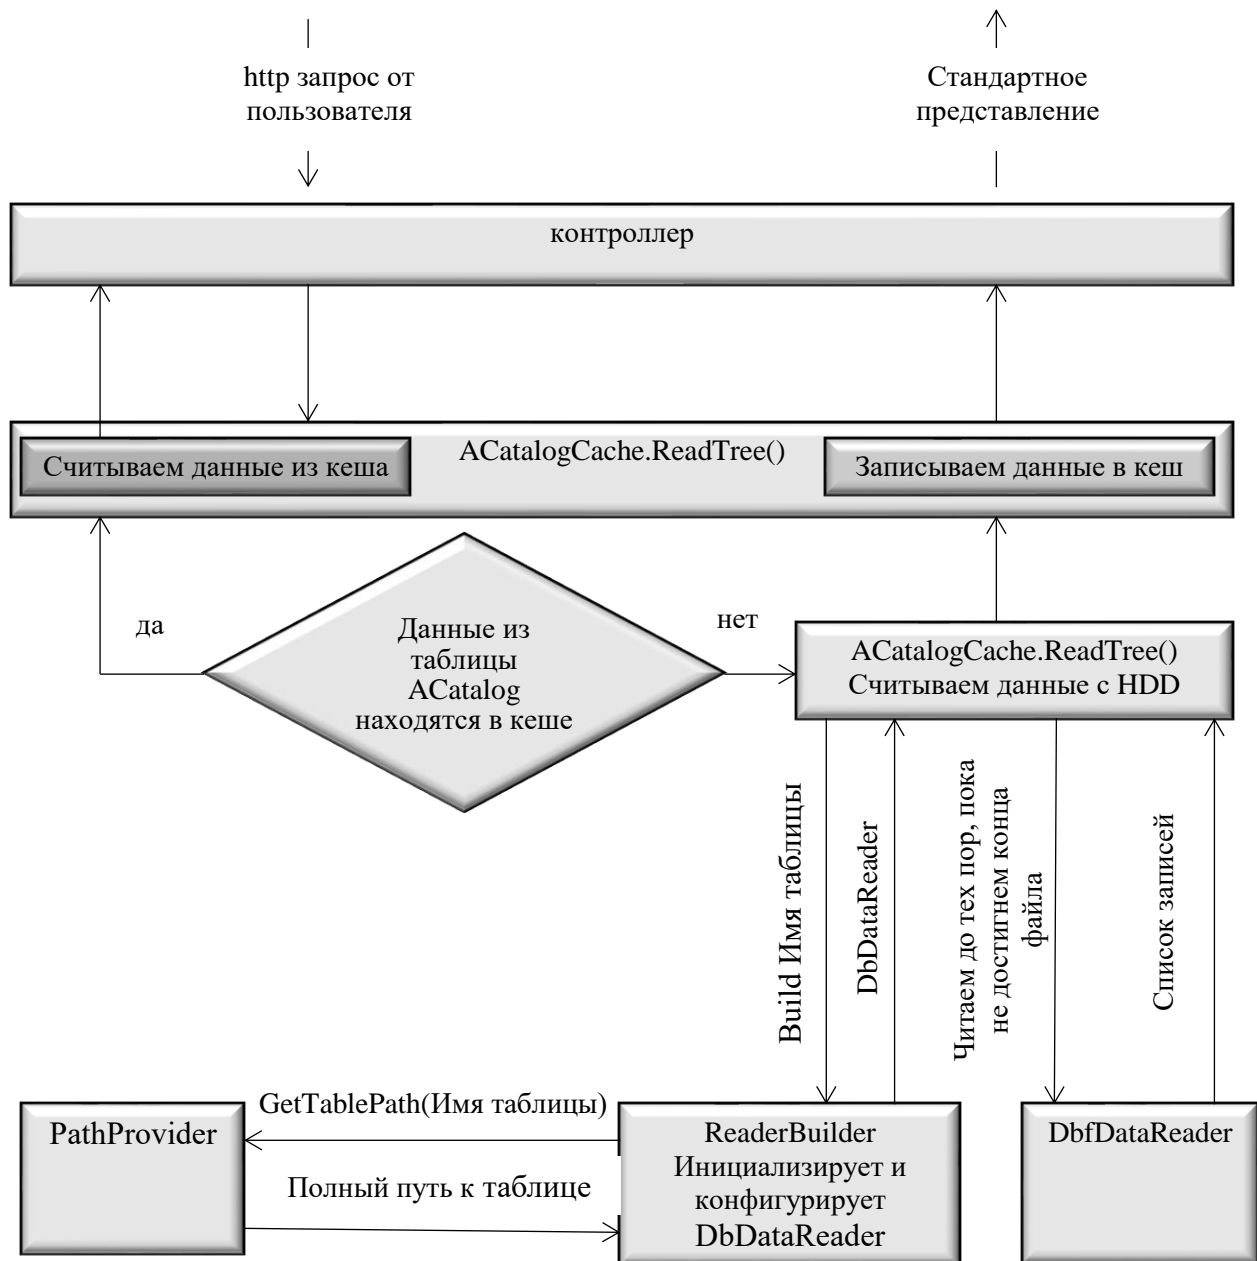 http запрос от
пользователя
Стандартное
представление
контроллер
Считываем данные из кеша
ACatalogCache.ReadTree()
Записываем данные в кеш
да
Данные из
таблицы
ACatalog
находятся в кеше
нет
ACatalogCache.ReadTree()
Считываем данные с HDD
Build Имя таблицы
DbDataReader
Читаем до тех пор, пока
не достигнем конца
файла
Список записей
PathProvider
GetTablePath(Имя таблицы)
Полный путь к таблице
ReaderBuilder
Инициализирует и
конфигурирует
DbDataReader
DbfDataReader